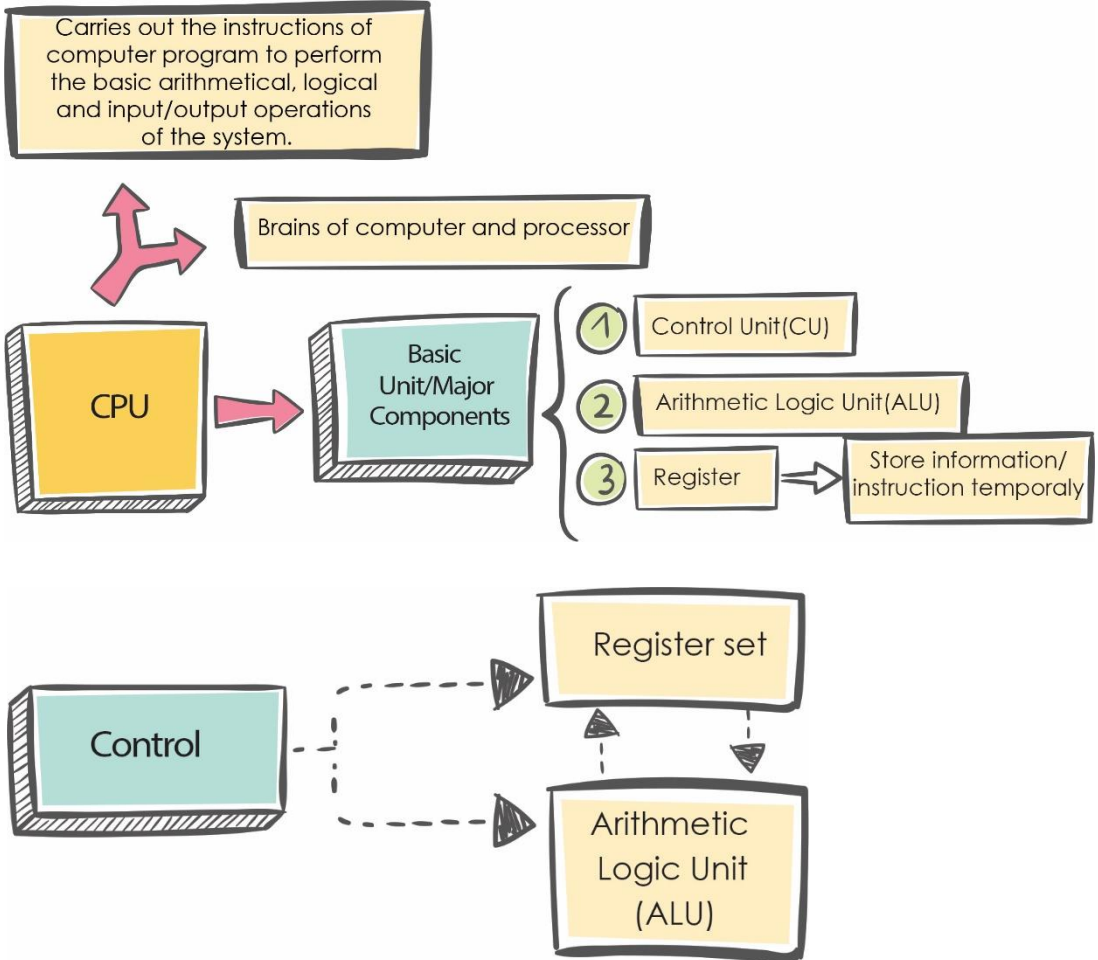 Carries out the instructions of
computer program to perform
the basic arithmetical, logical
and input/output operations
of the system.
Brains of computer and processor
CPU
Basic
Unit/Major
Components
1
Control Unit(CU)
2
Arithmetic Logic Unit(ALU)
3
Register
Store information/
instruction temporaly
Control
Register set
Arithmetic
Logic Unit
(ALU)